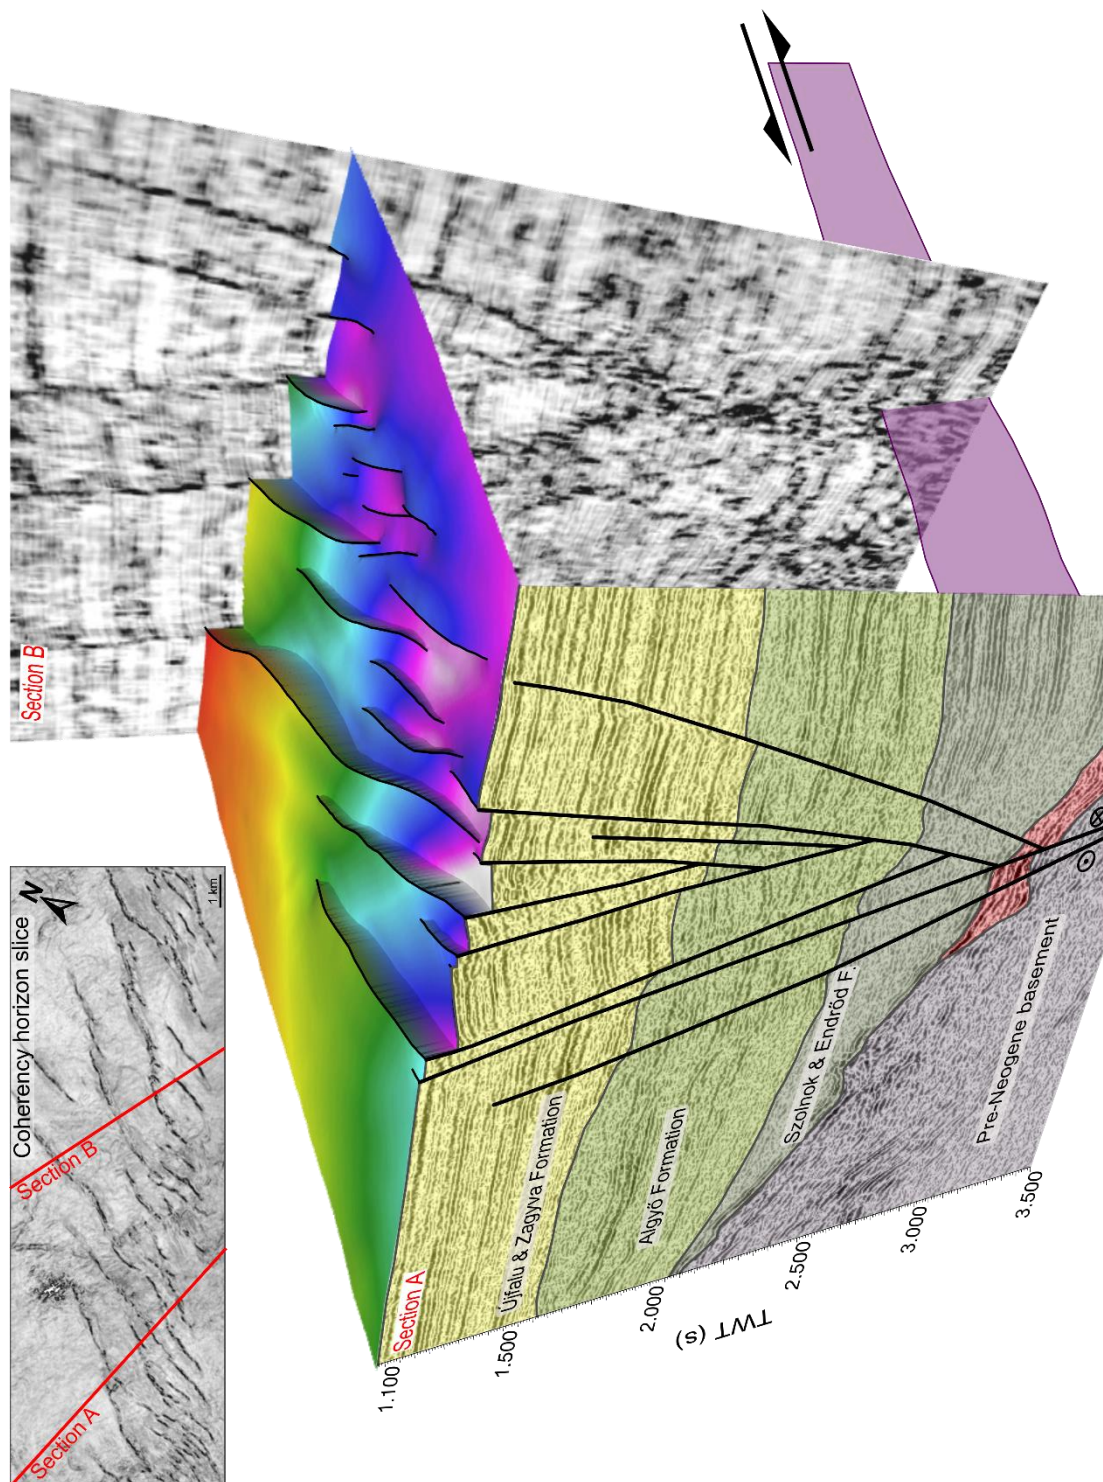 Coherency horizon slice
N
1 km
Section A
Section B
Section B
Section A
Újfalu & Zagyva Formation
Algyő Formation
Szolnok & Endrőd F.
Pre-Neogene basement
1.100
1.500
2.000
2.500
3.000
3.500
TWT (s)